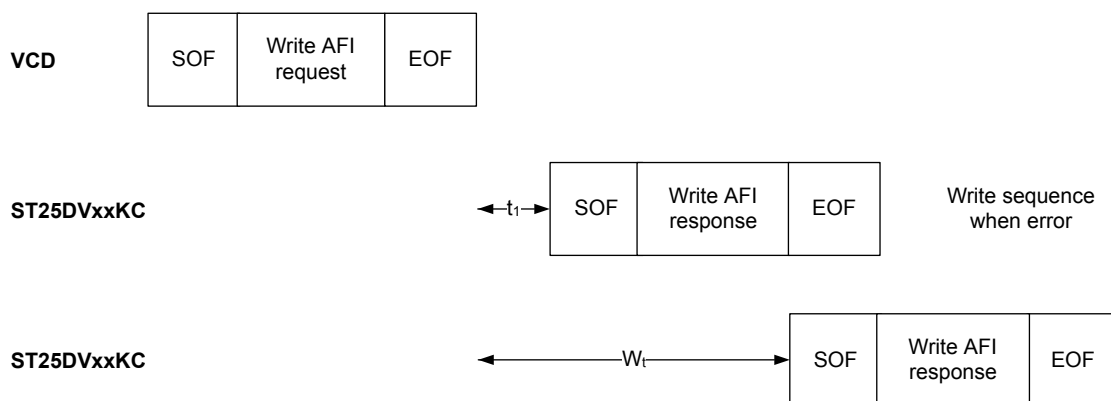 VCD
SOF
Write AFI
request
EOF
ST25DVxxKC
t1
SOF
Write AFI
response
EOF
Write sequence
when error
ST25DVxxKC
Wt
SOF
Write AFI
response
EOF